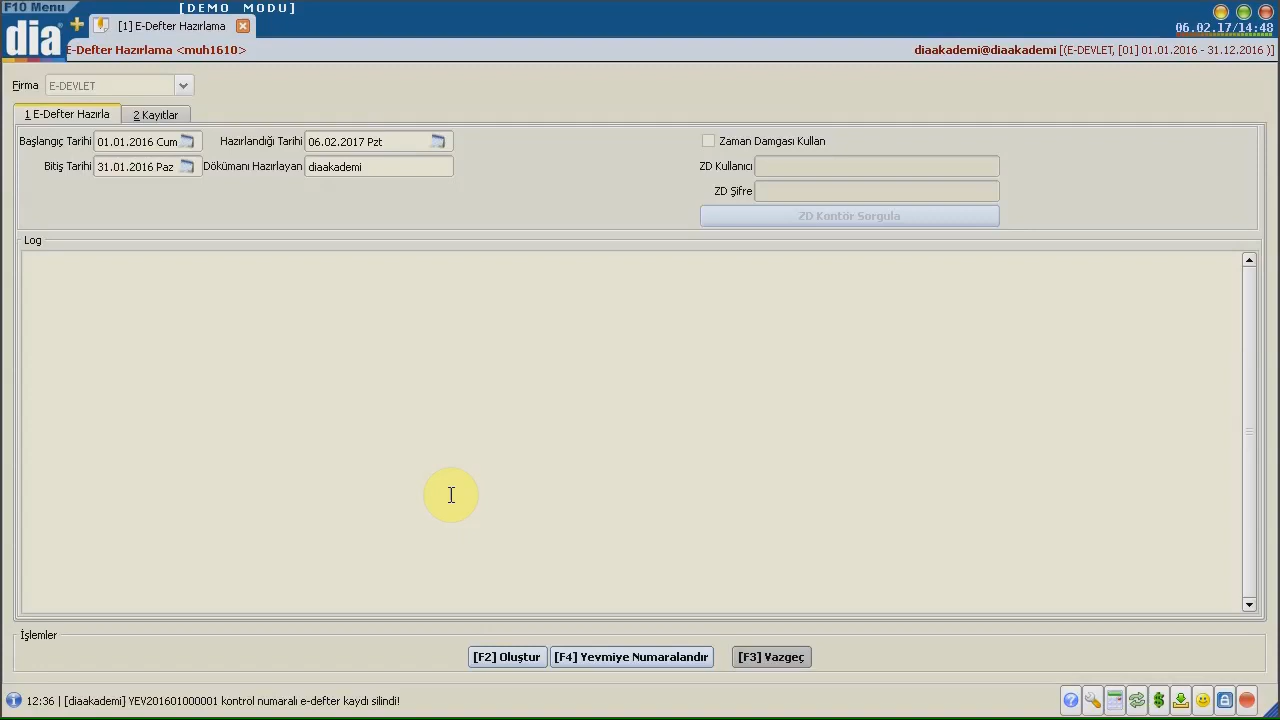 F10 Menu
[DEMO MODU]
[1] E-Defter Hazırlama
dia
06.02.17/14:48
E-Defter Hazırlama <muh1610>
diaakademi@diaakademi [(E-DEVLET, [01] 01.01.2016 - 31.12.2016 )]
Firma E-DEVLET
1 E-Defter Hazırla 2 Kayıtlar
Başlangıç Tarihi 01.01.2016 Cum Hazırlandığı Tarihi 06.02.2017 Pzt Zaman Damgası Kullan
Bitiş Tarihi 31.01.2016 Paz Dökümanı Hazırlayan diaakademi ZD Kullanıcı
ZD Şifre
ZD Kontör Sorgula
Log
İşlemler
[F2] Oluştur [F4] Yevmiye Numaralandır [F3] Vazgeç
12:36 | [diaakademi] YEV201601000001 kontrol numaralı e-defter kaydı silindi!